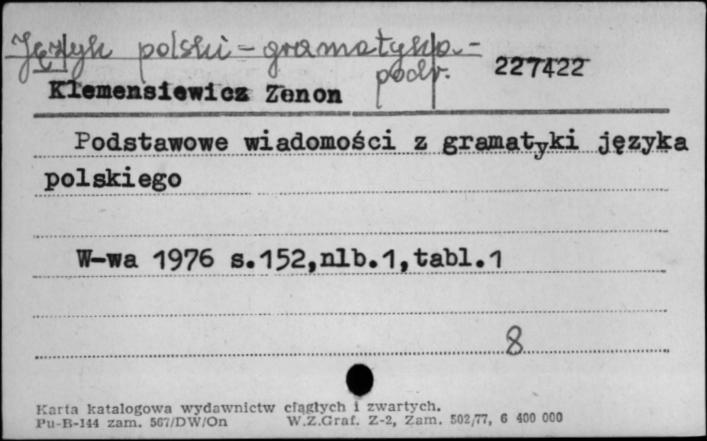 Język polski - gramatyka -
podr. 227422
Klemensiewicz Zenon
Podstawowe wiadomości z gramatyki języka
polskiego
W-wa 1976 s.152,nlb.1,tabl.1
8
Karta katalogowa wydawnictw ciągłych i zwartych.
Pu-B-144 zam. 567/DW/On W.Z.Graf. Z-2, Zam. 502/77, 6 400 000